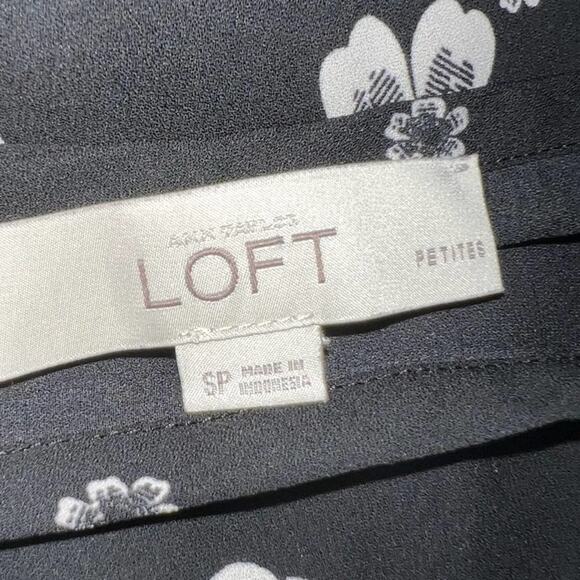 ANN TAYLOR
LOFT
PETITES
SP
MADE IN
INDONESIA